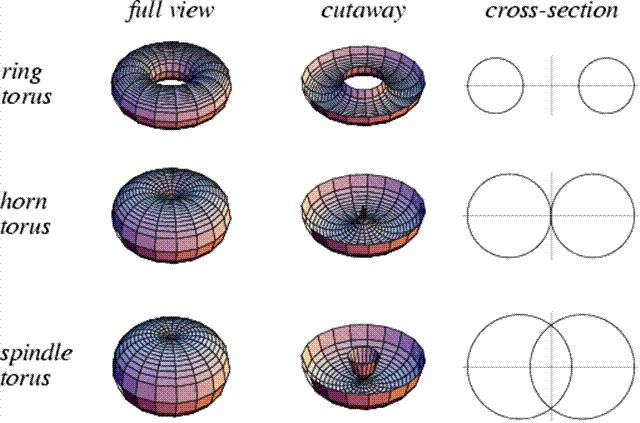 full view cutaway cross-section
ring
torus
horn
torus
spindle
torus